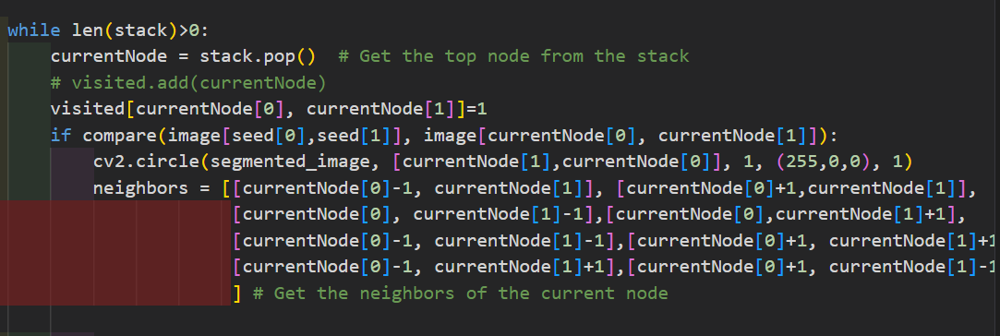 while len(stack)>0:
    currentNode = stack.pop()  # Get the top node from the stack
    # visited.add(currentNode)
    visited[currentNode[0], currentNode[1]]=1
    if compare(image[seed[0],seed[1]], image[currentNode[0], currentNode[1]]):
        cv2.circle(segmented_image, [currentNode[1],currentNode[0]], 1, (255,0,0), 1)
        neighbors = [[currentNode[0]-1, currentNode[1]], [currentNode[0]+1,currentNode[1]],
                     [currentNode[0], currentNode[1]-1],[currentNode[0],currentNode[1]+1],
                     [currentNode[0]-1, currentNode[1]-1],[currentNode[0]+1, currentNode[1]+1
                     [currentNode[0]-1, currentNode[1]+1],[currentNode[0]+1, currentNode[1]-1
                     ] # Get the neighbors of the current node